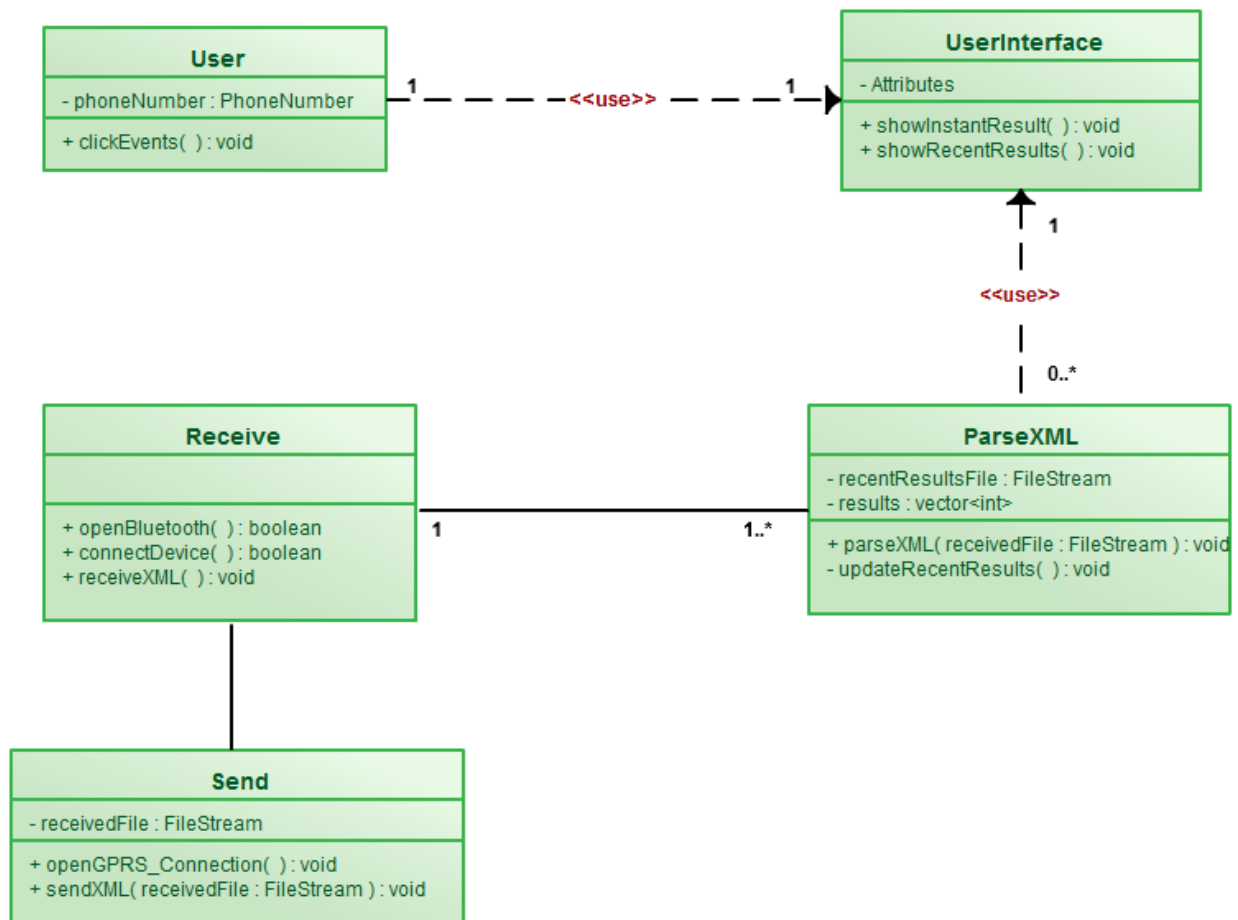 User
- phoneNumber : PhoneNumber
+ clickEvents( ) : void
1
<<use>>
1
UserInterface
- Attributes
+ showInstantResult( ) : void
+ showRecentResults( ) : void
1
<<use>>
0..*
Receive
+ openBluetooth( ) : boolean
+ connectDevice( ) : boolean
+ receiveXML( ) : void
1
1..*
ParseXML
- recentResultsFile : FileStream
- results : vector<int>
+ parseXML( receivedFile : FileStream ) : void
- updateRecentResults( ) : void
Send
- receivedFile : FileStream
+ openGPRS_Connection( ) : void
+ sendXML( receivedFile : FileStream ) : void